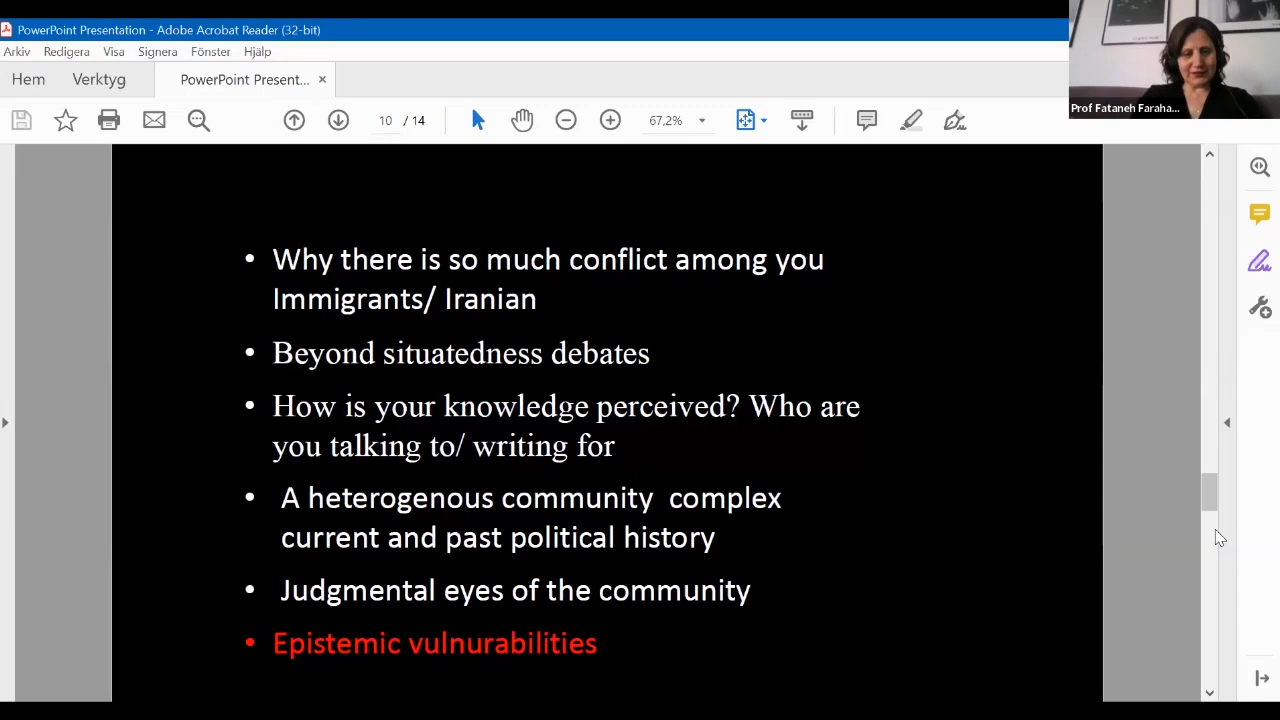 PowerPoint Presentation - Adobe Acrobat Reader (32-bit)
Arkiv Redigera Visa Signera Fönster Hjälp
Hem Verktyg PowerPoint Present... ×
10 / 14 67,2%
Prof Fataneh Faraha...
• Why there is so much conflict among you
Immigrants/ Iranian
• Beyond situatedness debates
• How is your knowledge perceived? Who are
you talking to/ writing for
• A heterogenous community complex
current and past political history
• Judgmental eyes of the community
• Epistemic vulnurabilities